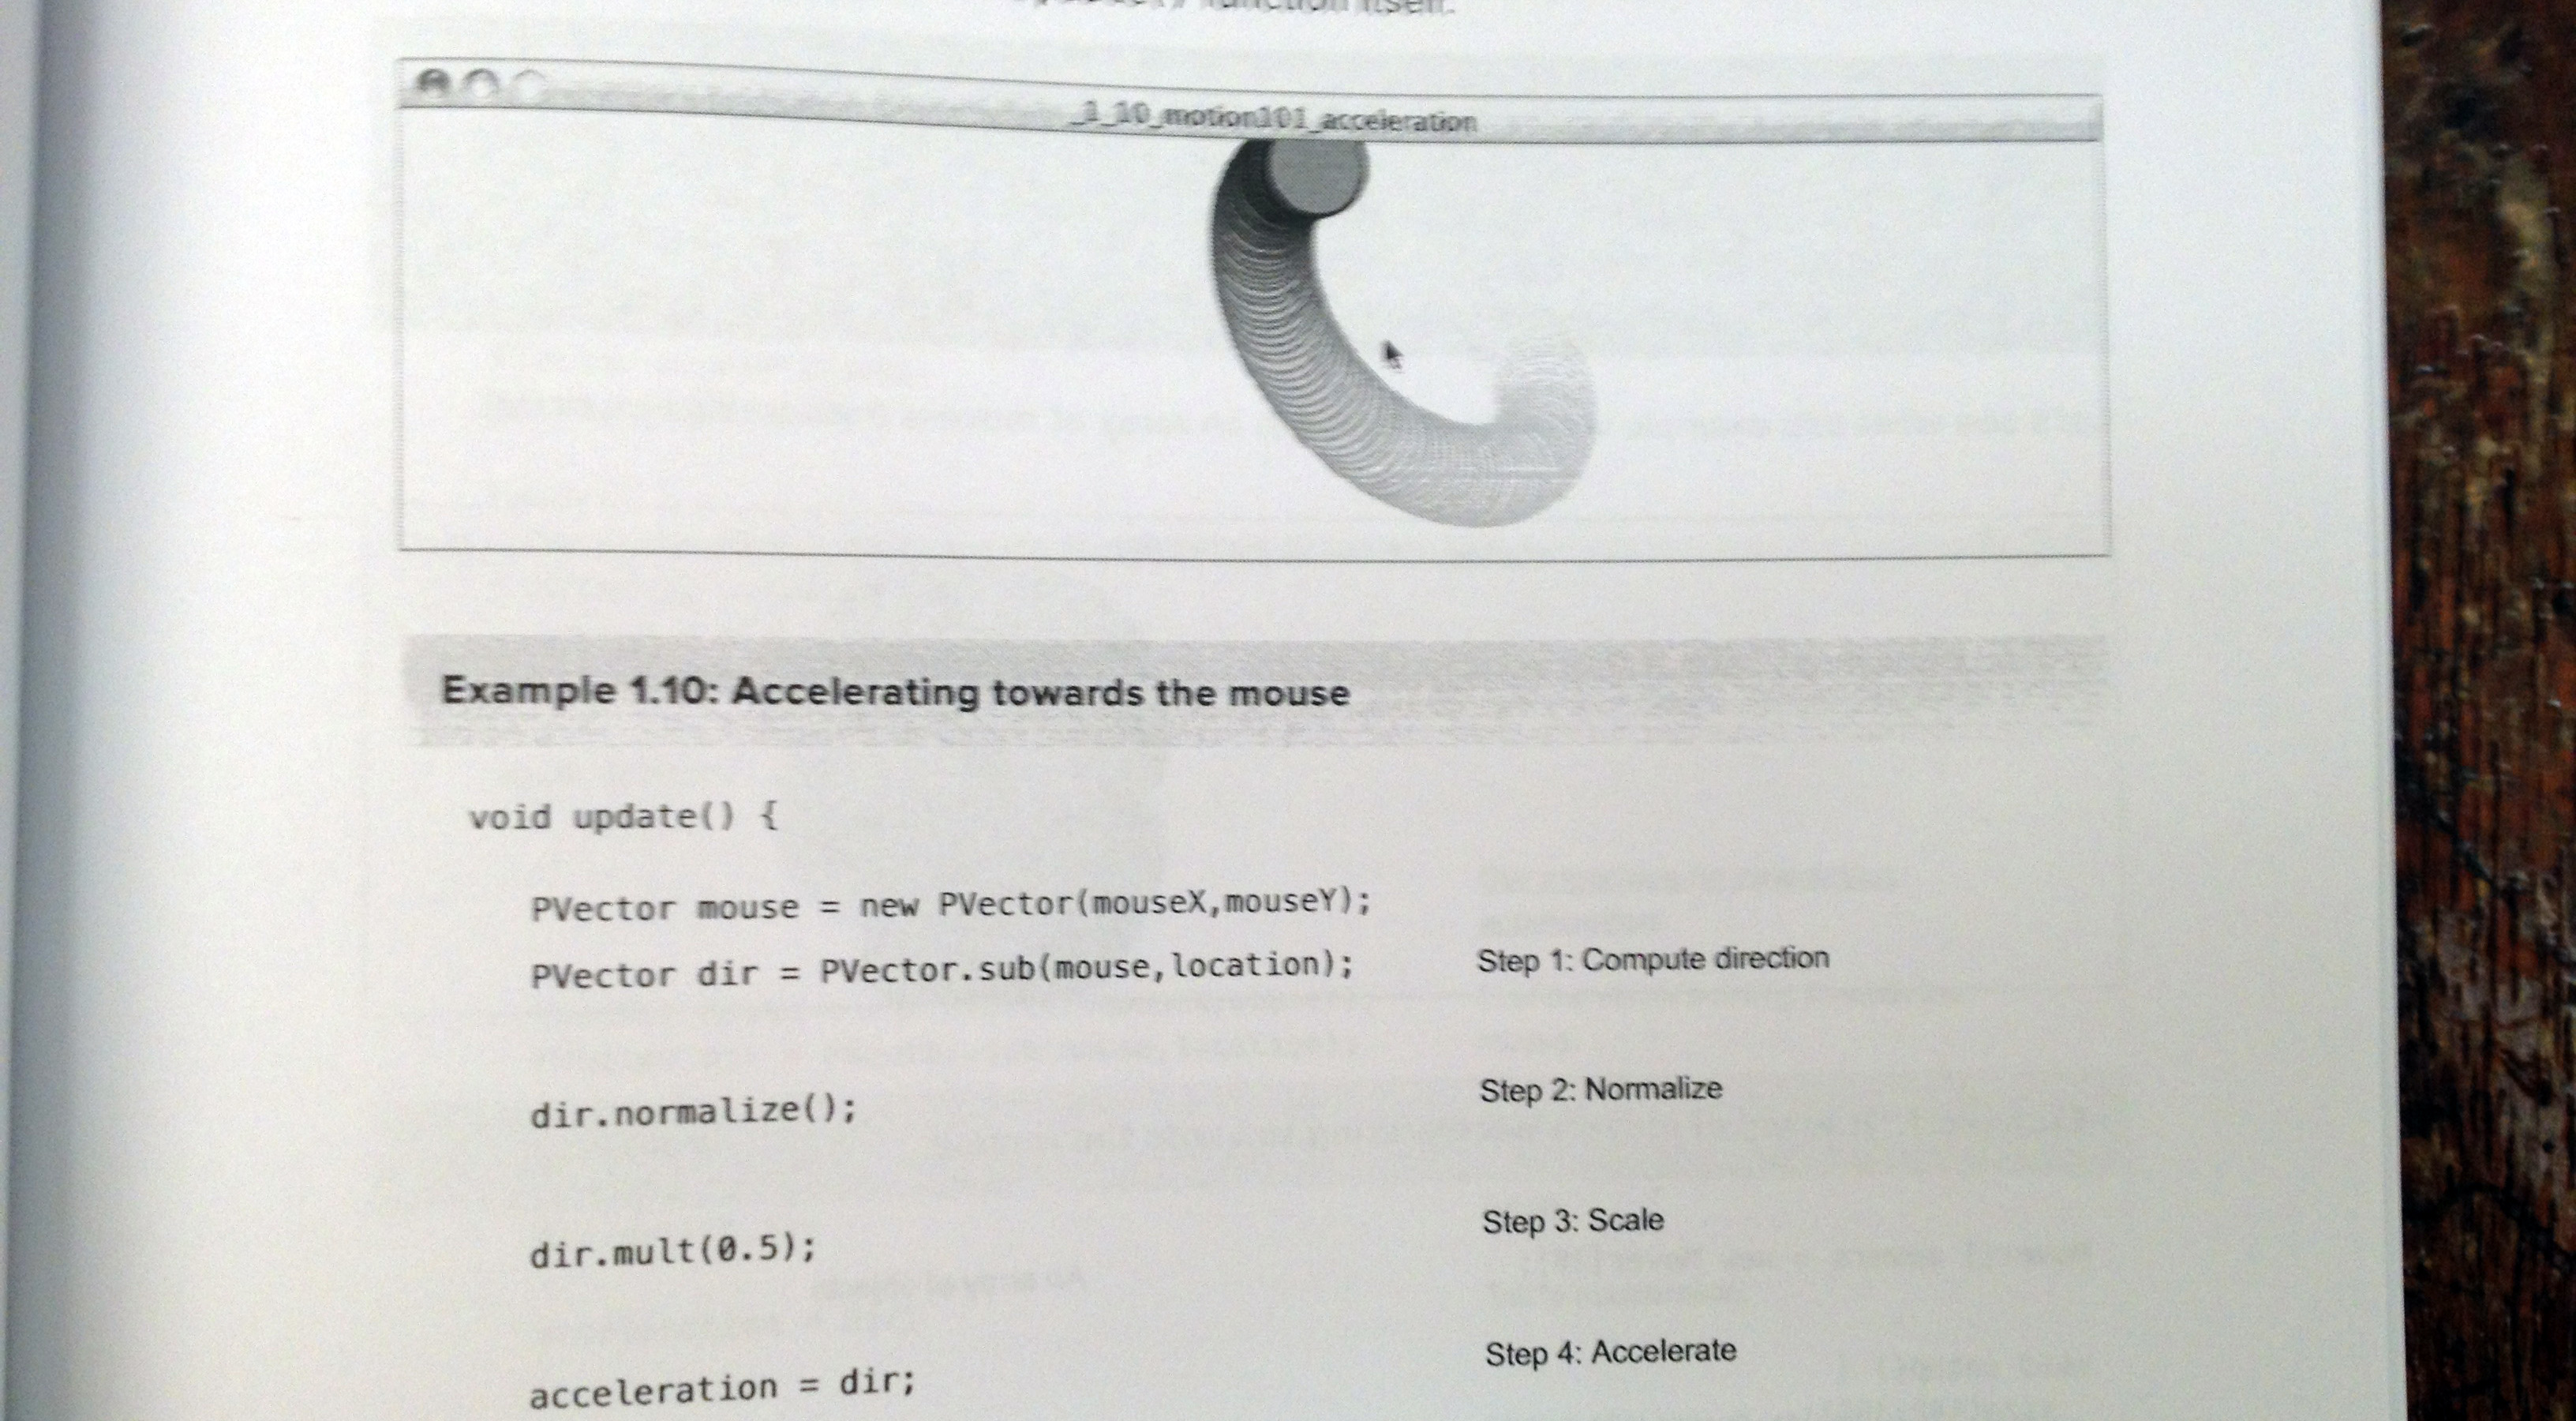 function itself.
_1_10_motion101_acceleration
Example 1.10: Accelerating towards the mouse
void update() {
PVector mouse = new PVector(mouseX,mouseY);
PVector dir = PVector.sub(mouse,location);
Step 1: Compute direction
dir.normalize();
Step 2: Normalize
dir.mult(0.5);
Step 3: Scale
acceleration = dir;
Step 4: Accelerate